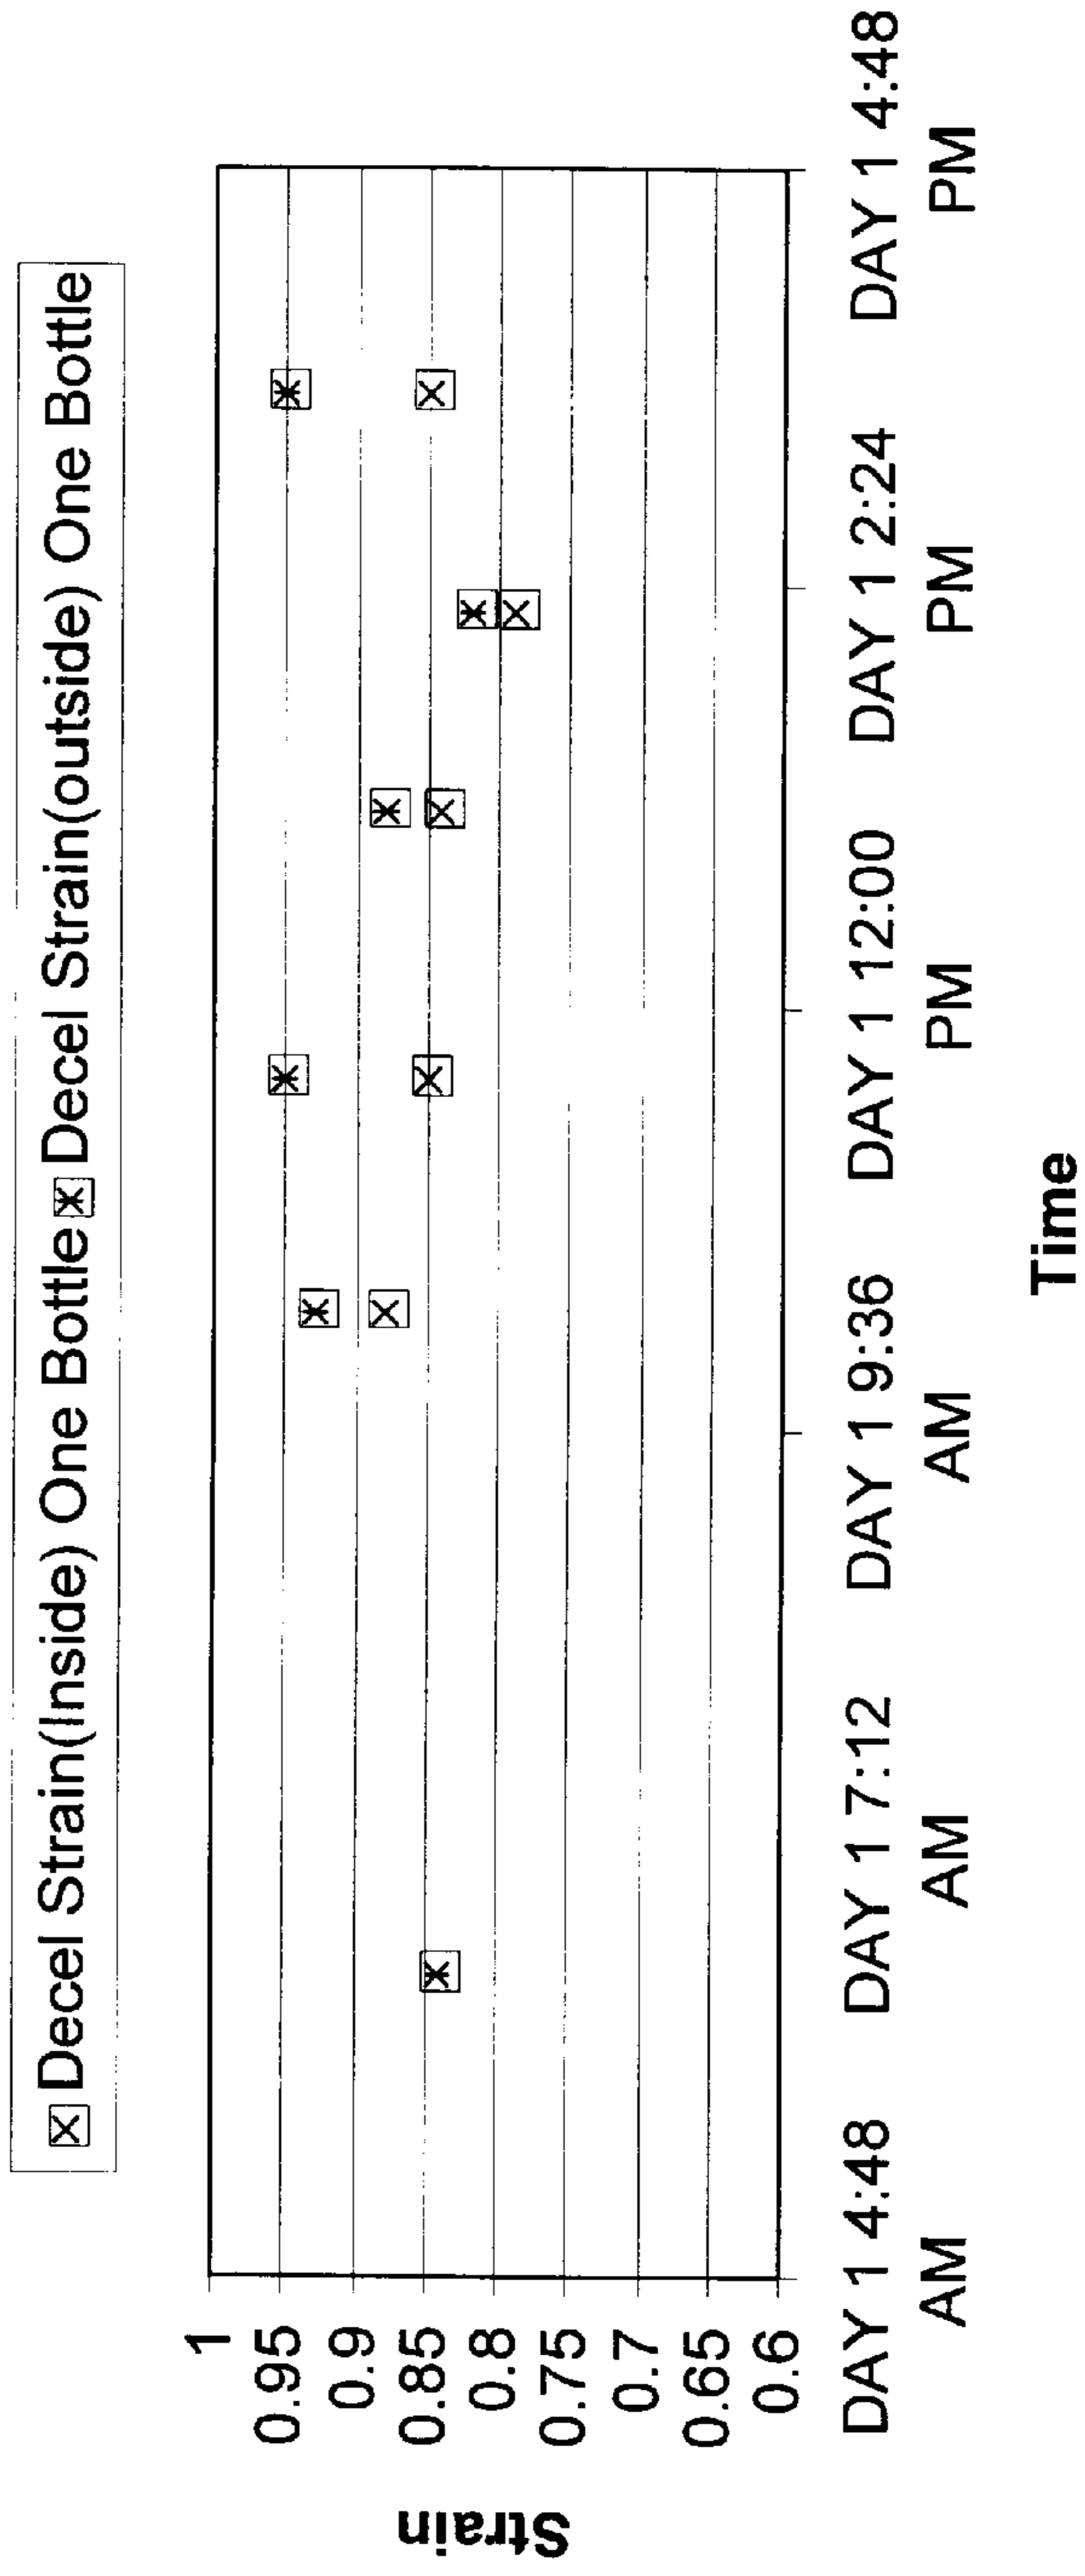 Decel Strain(Inside) One Bottle Decel Strain(outside) One Bottle
Strain
1
0.95
0.9
0.85
0.8
0.75
0.7
0.65
0.6
DAY 1 4:48 DAY 1 7:12 DAY 1 9:36 DAY 1 12:00 DAY 1 2:24 DAY 1 4:48
AM AM AM PM PM PM
Time